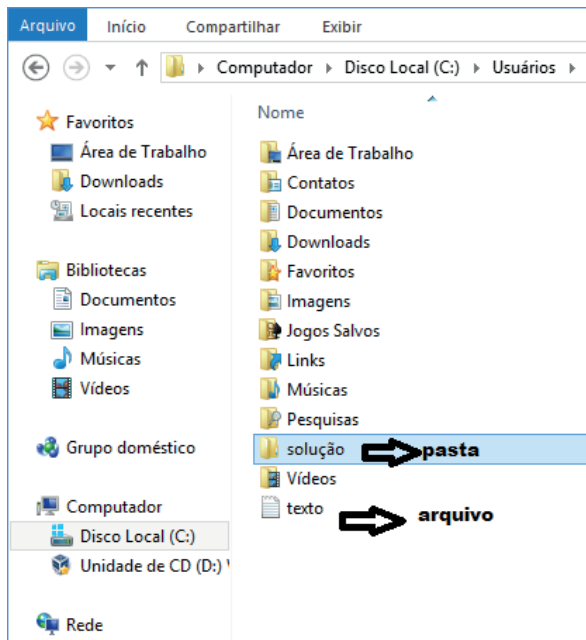 Arquivo Início Compartilhar Exibir
Computador Disco Local (C:) Usuários
Favoritos
Área de Trabalho
Downloads
Locais recentes
Bibliotecas
Documentos
Imagens
Músicas
Vídeos
Grupo doméstico
Computador
Disco Local (C:)
Unidade de CD (D:)
Rede
Nome
Área de Trabalho
Contatos
Documentos
Downloads
Favoritos
Imagens
Jogos Salvos
Links
Músicas
Pesquisas
solução pasta
Vídeos
texto arquivo